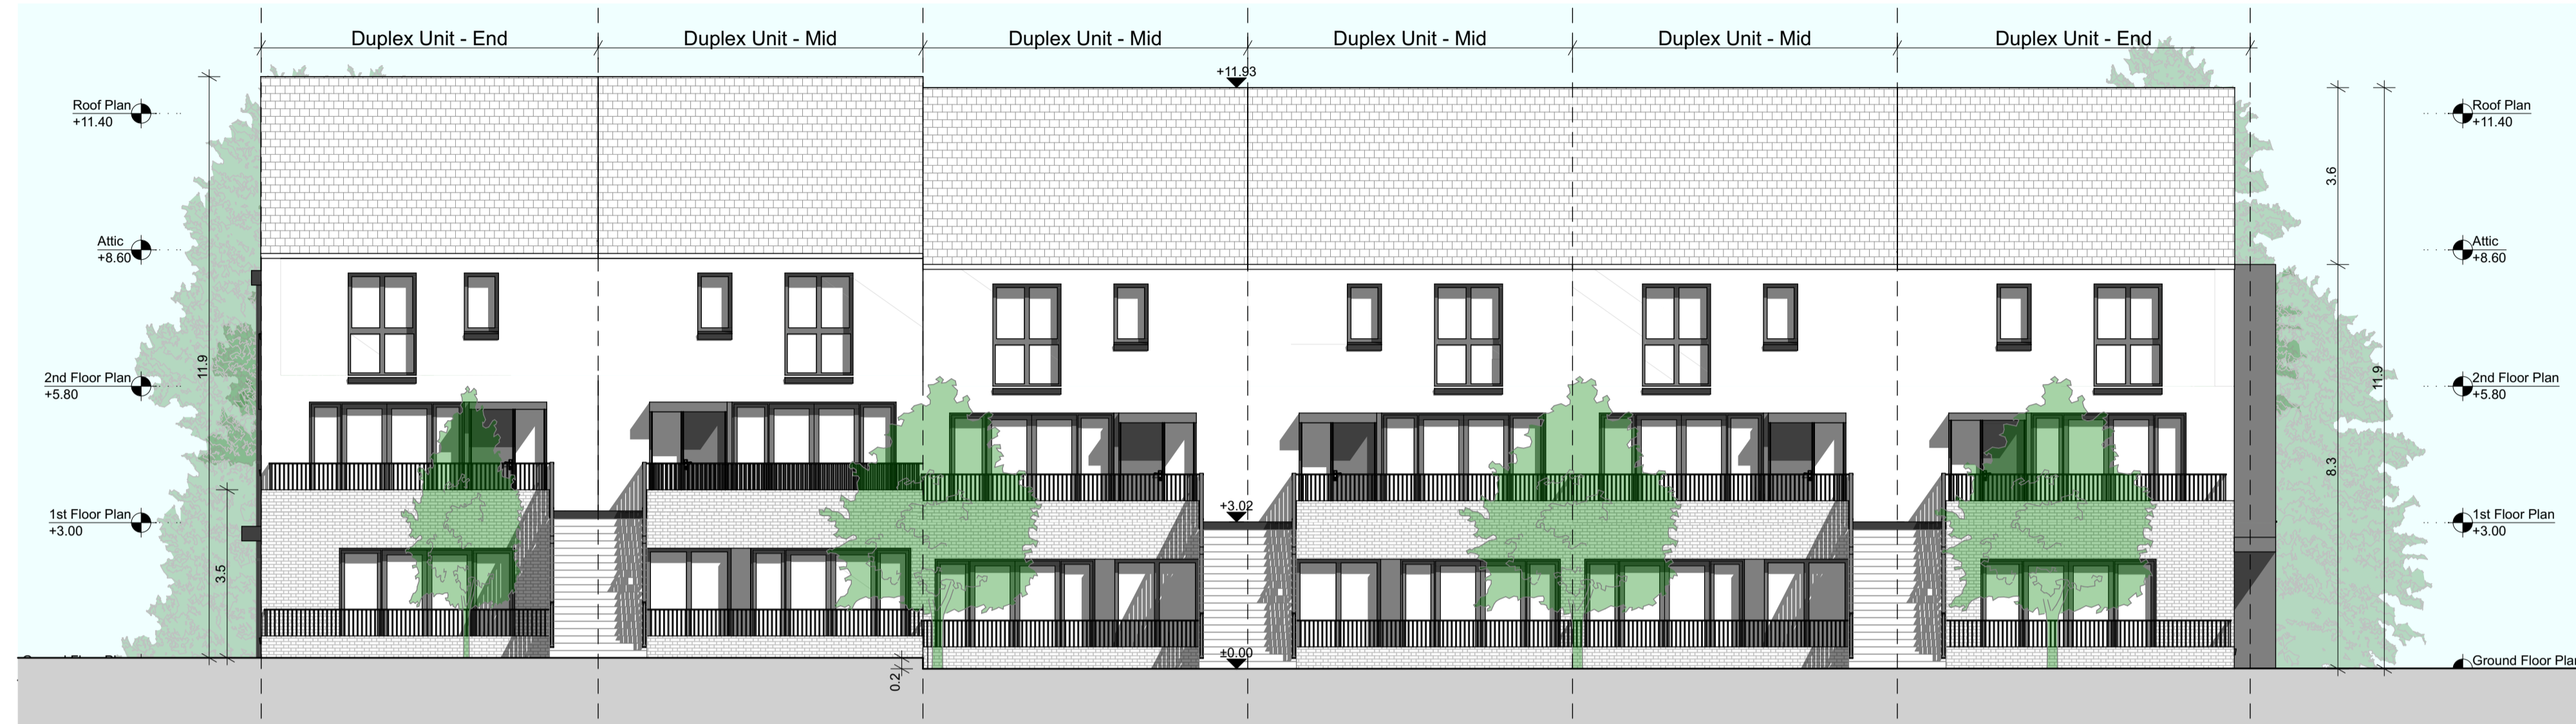 Duplex Unit - End
Duplex Unit - Mid
Duplex Unit - Mid
Duplex Unit - Mid
Duplex Unit - Mid
Duplex Unit - End
+11.93
Roof Plan
+11.40
Roof Plan
+11.40
3.6
Attic
+8.60
Attic
+8.60
11.9
11.9
2nd Floor Plan
+5.80
2nd Floor Plan
+5.80
8.3
+3.02
1st Floor Plan
+3.00
1st Floor Plan
+3.00
3.5
±0.00
Ground Floor Plan
0.2